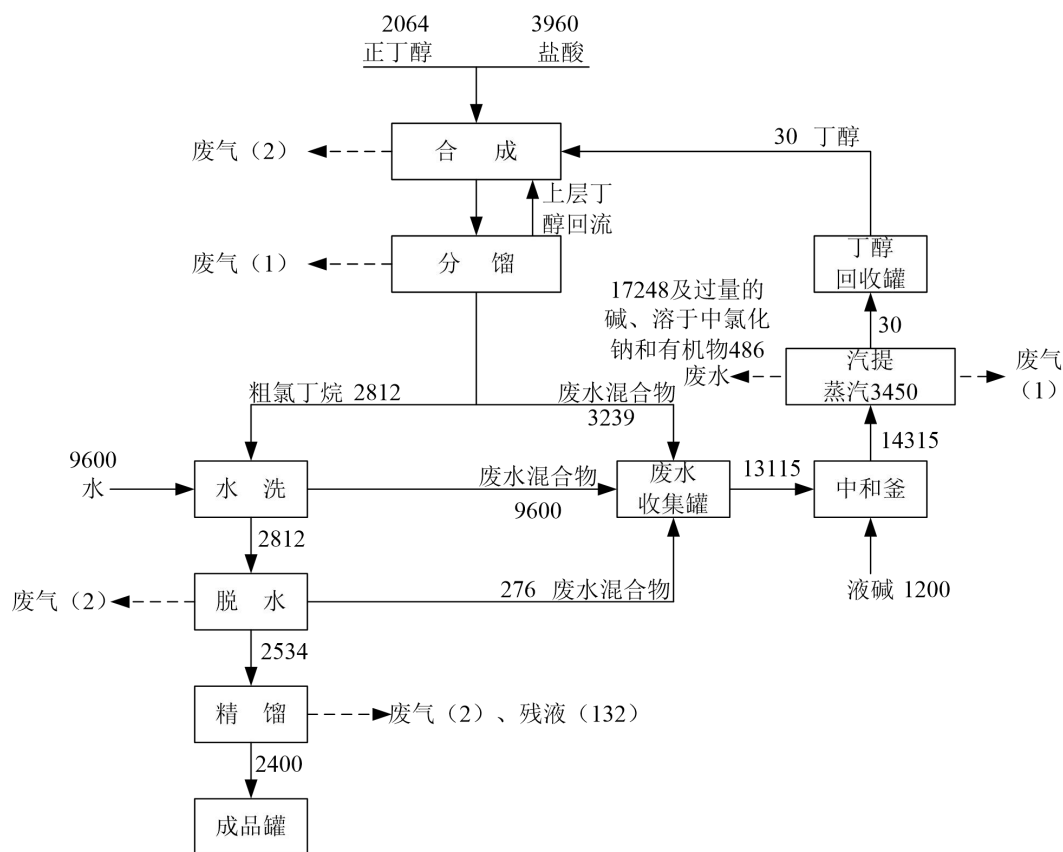 2064
正丁醇
3960
盐酸
废气（2）
合 成
30 丁醇
上层丁
醇回流
废气（1）
分 馏
丁醇
回收罐
17248及过量的
碱、溶于中氯化
钠和有机物486
废水
30
汽提
蒸汽3450
废气
（1）
粗氯丁烷 2812
废水混合物
3239
14315
9600
水
水 洗
废水混合物
9600
废水
收集罐
13115
中和釜
2812
废气（2）
脱 水
276 废水混合物
液碱 1200
2534
精 馏
废气（2）、残液（132）
2400
成品罐